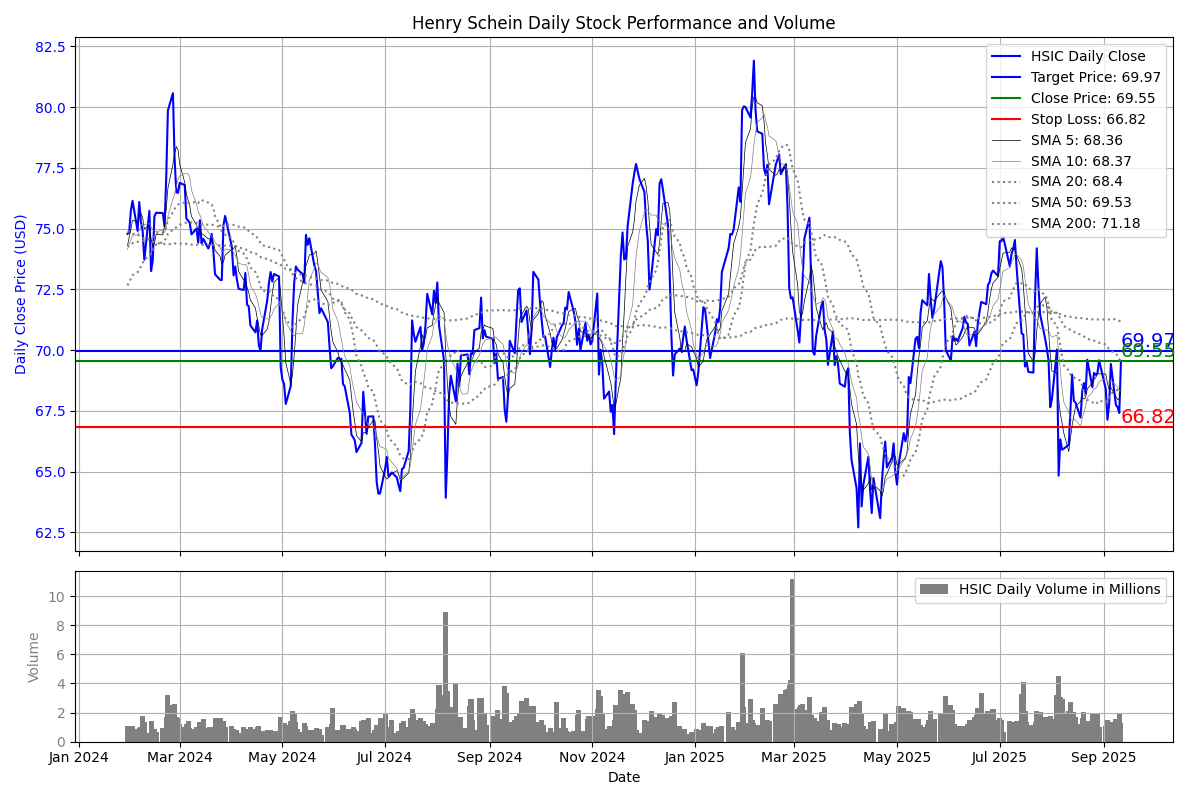 Henry Schein Daily Stock Performance and Volume
Daily Close Price (USD)
82.5
80.0
77.5
75.0
72.5
70.0
67.5
65.0
62.5
HSIC Daily Close
Target Price: 69.97
Close Price: 69.55
Stop Loss: 66.82
SMA 5: 68.36
SMA 10: 68.37
SMA 20: 68.4
SMA 50: 69.53
SMA 200: 71.18
69.97
69.55
66.82
Volume
10
8
6
4
2
0
HSIC Daily Volume in Millions
Jan 2024 Mar 2024 May 2024 Jul 2024 Sep 2024 Nov 2024 Jan 2025 Mar 2025 May 2025 Jul 2025 Sep 2025
Date